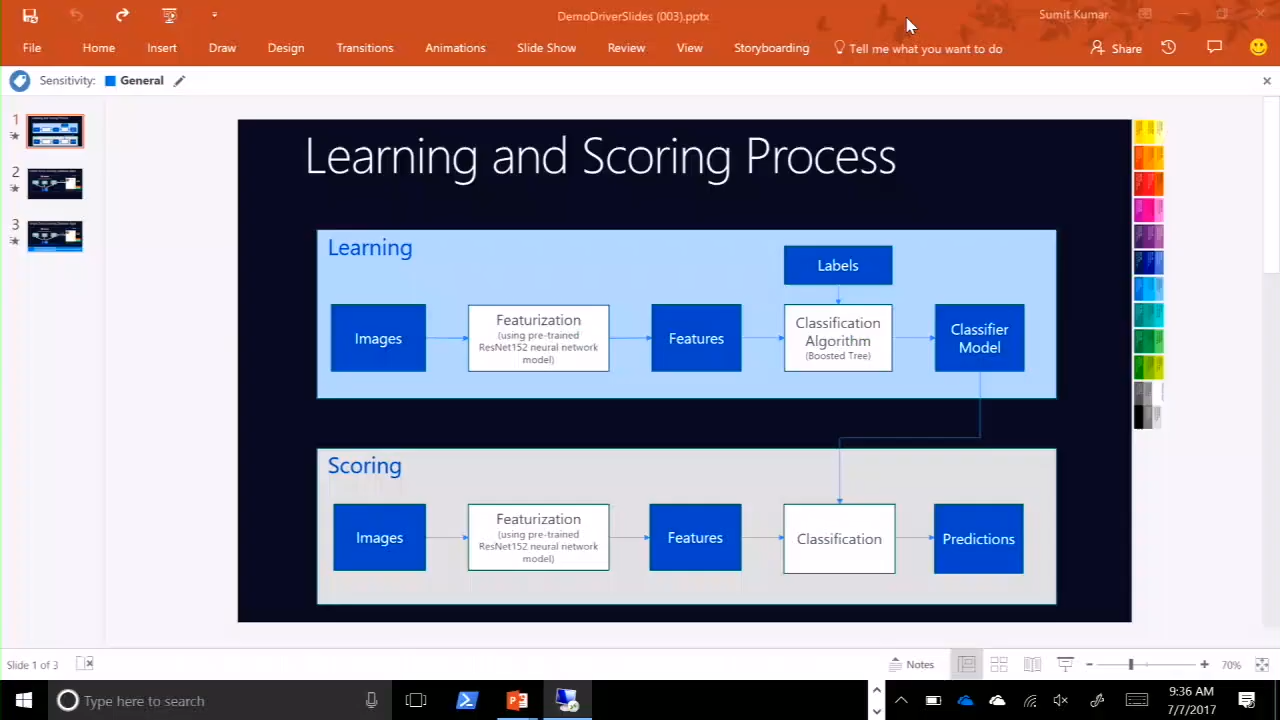 DemoDriverSlides (003).pptx
Sumit Kumar
File
Home
Insert
Draw
Design
Transitions
Animations
Slide Show
Review
View
Storyboarding
Tell me what you want to do
Share
Sensitivity:
General
1
2
3
Learning and Scoring Process
Learning
Labels
Images
Featurization
(using pre-trained
ResNet152 neural network
model)
Features
Classification
Algorithm
(Boosted Tree)
Classifier
Model
Scoring
Images
Featurization
(using pre-trained
ResNet152 neural network
model)
Features
Classification
Predictions
Slide 1 of 3
Notes
70%
Type here to search
9:36 AM
7/7/2017